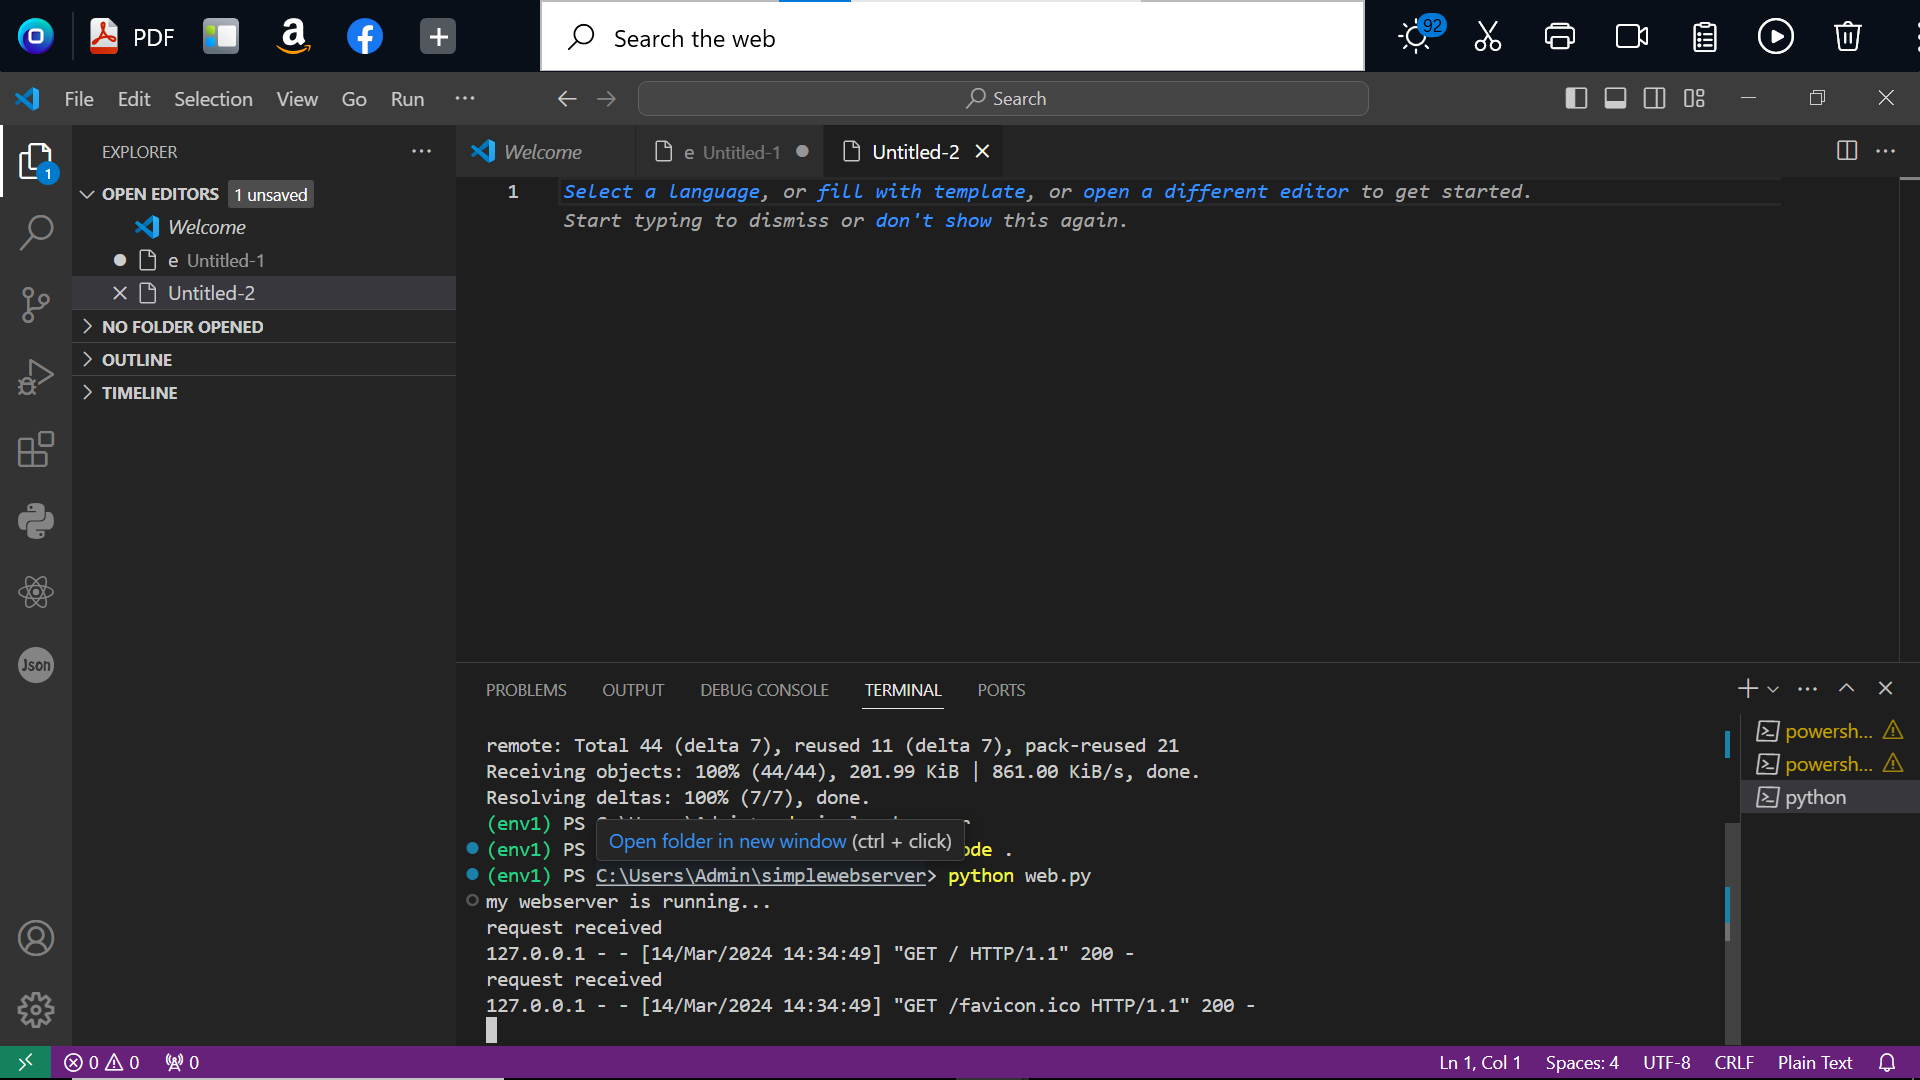 PDF
Search the web
92
File Edit Selection View Go Run ···
Search
EXPLORER
1
OPEN EDITORS 1 unsaved
Welcome
e Untitled-1
Untitled-2
NO FOLDER OPENED
OUTLINE
TIMELINE
Json
Welcome e Untitled-1 Untitled-2
1 Select a language, or fill with template, or open a different editor to get started.
Start typing to dismiss or don't show this again.
PROBLEMS OUTPUT DEBUG CONSOLE TERMINAL PORTS
remote: Total 44 (delta 7), reused 11 (delta 7), pack-reused 21
Receiving objects: 100% (44/44), 201.99 KiB | 861.00 KiB/s, done.
Resolving deltas: 100% (7/7), done.
(env1) PS
Open folder in new window (ctrl + click)
(env1) PS ode .
(env1) PS C:\Users\Admin\simplewebserver> python web.py
my webserver is running...
request received
127.0.0.1 - - [14/Mar/2024 14:34:49] "GET / HTTP/1.1" 200 -
request received
127.0.0.1 - - [14/Mar/2024 14:34:49] "GET /favicon.ico HTTP/1.1" 200 -
powersh...
powersh...
python
0 0 0
Ln 1, Col 1 Spaces: 4 UTF-8 CRLF Plain Text